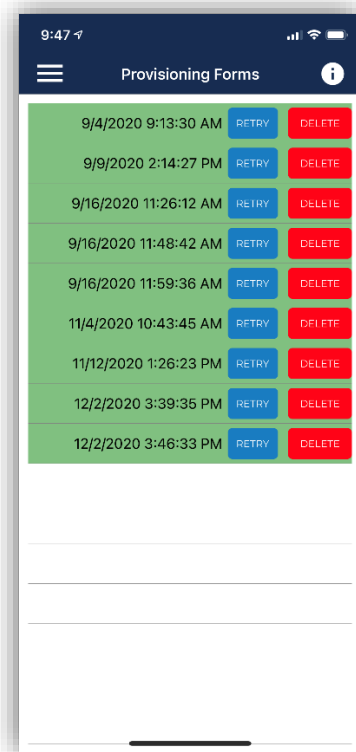 9:47
Provisioning Forms
9/4/2020 9:13:30 AM RETRY DELETE
9/9/2020 2:14:27 PM RETRY DELETE
9/16/2020 11:26:12 AM RETRY DELETE
9/16/2020 11:48:42 AM RETRY DELETE
9/16/2020 11:59:36 AM RETRY DELETE
11/4/2020 10:43:45 AM RETRY DELETE
11/12/2020 1:26:23 PM RETRY DELETE
12/2/2020 3:39:35 PM RETRY DELETE
12/2/2020 3:46:33 PM RETRY DELETE